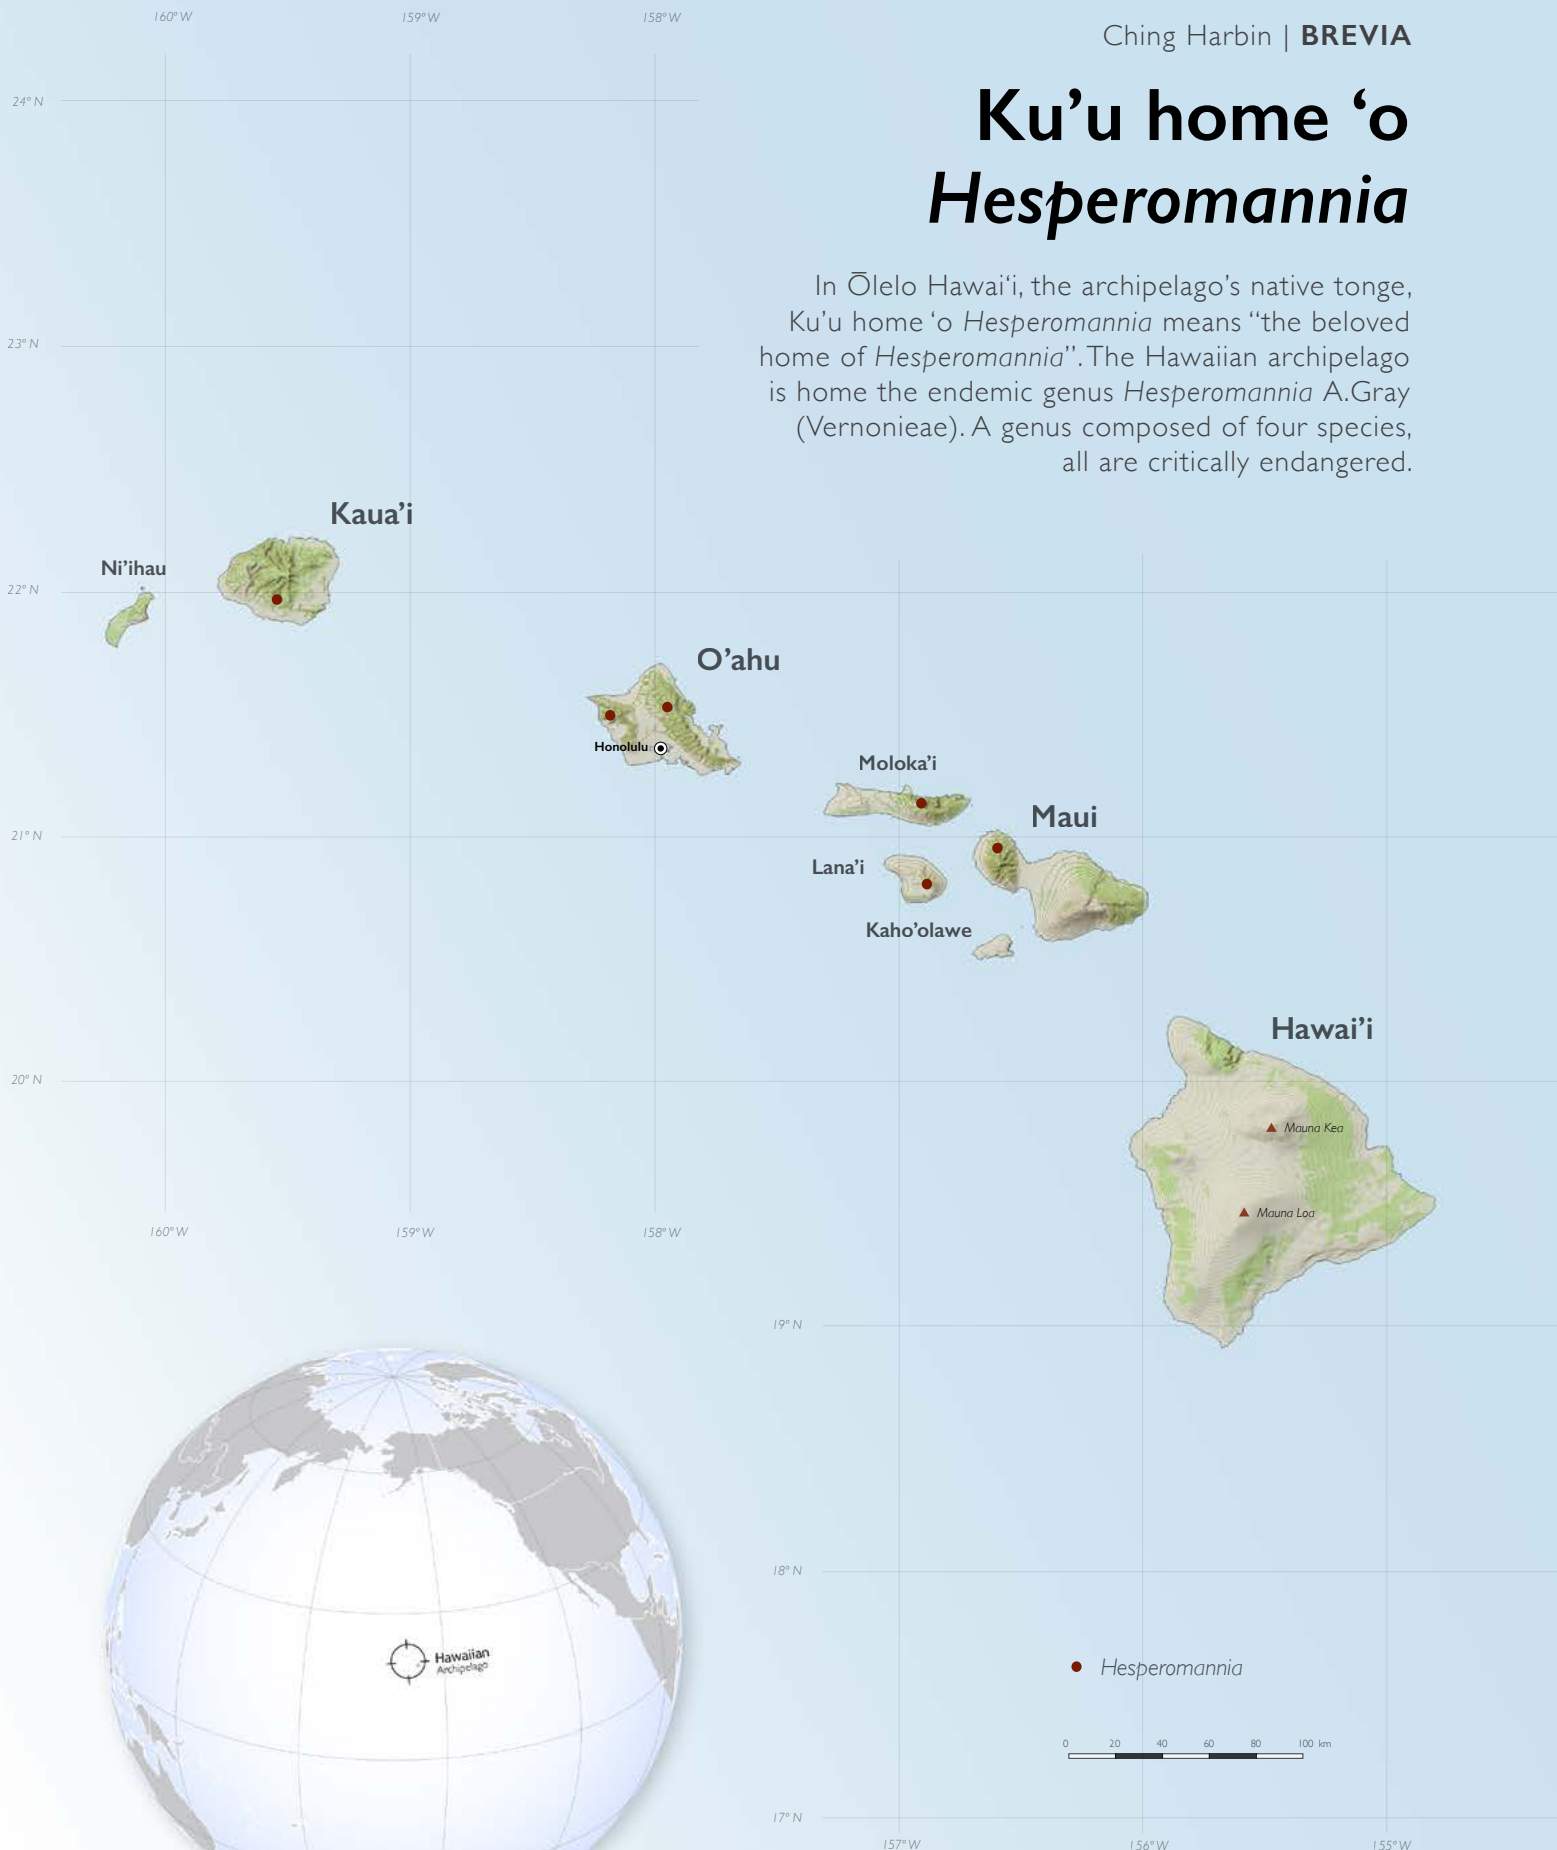 160° W 159° W 158° W
Ching Harbin | BREVIA
24° N
Ku’u home ‘o
Hesperomannia
In Ōlelo Hawai‘i, the archipelago’s native tonge,
Ku’u home ‘o Hesperomannia means “the beloved
home of Hesperomannia”. The Hawaiian archipelago
is home the endemic genus Hesperomannia A.Gray
(Vernonieae). A genus composed of four species,
all are critically endangered.
23° N
Kaua’i
Ni’ihau
22° N
O’ahu
Honolulu
Moloka’i
Maui
21° N
Lana’i
Kaho’olawe
Hawai’i
20° N
Mauna Kea
Mauna Loa
160° W 159° W 158° W
19° N
18° N
Hawaiian
Archipelago
Hesperomannia
0 20 40 60 80 100 km
17° N
157° W 156° W 155° W